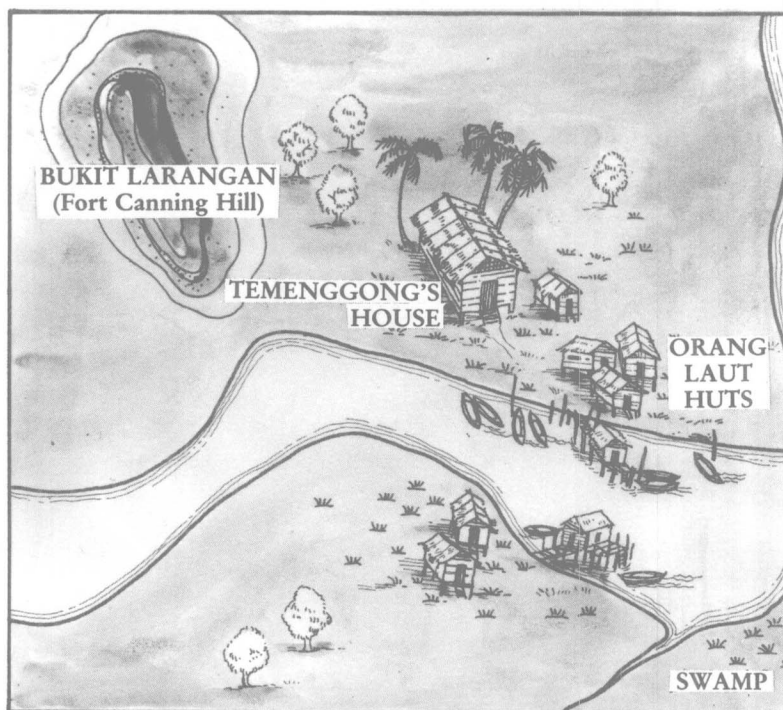 BUKIT LARANGAN
(Fort Canning Hill)
TEMENGGONG'S
HOUSE
ORANG
LAUT
HUTS
SWAMP